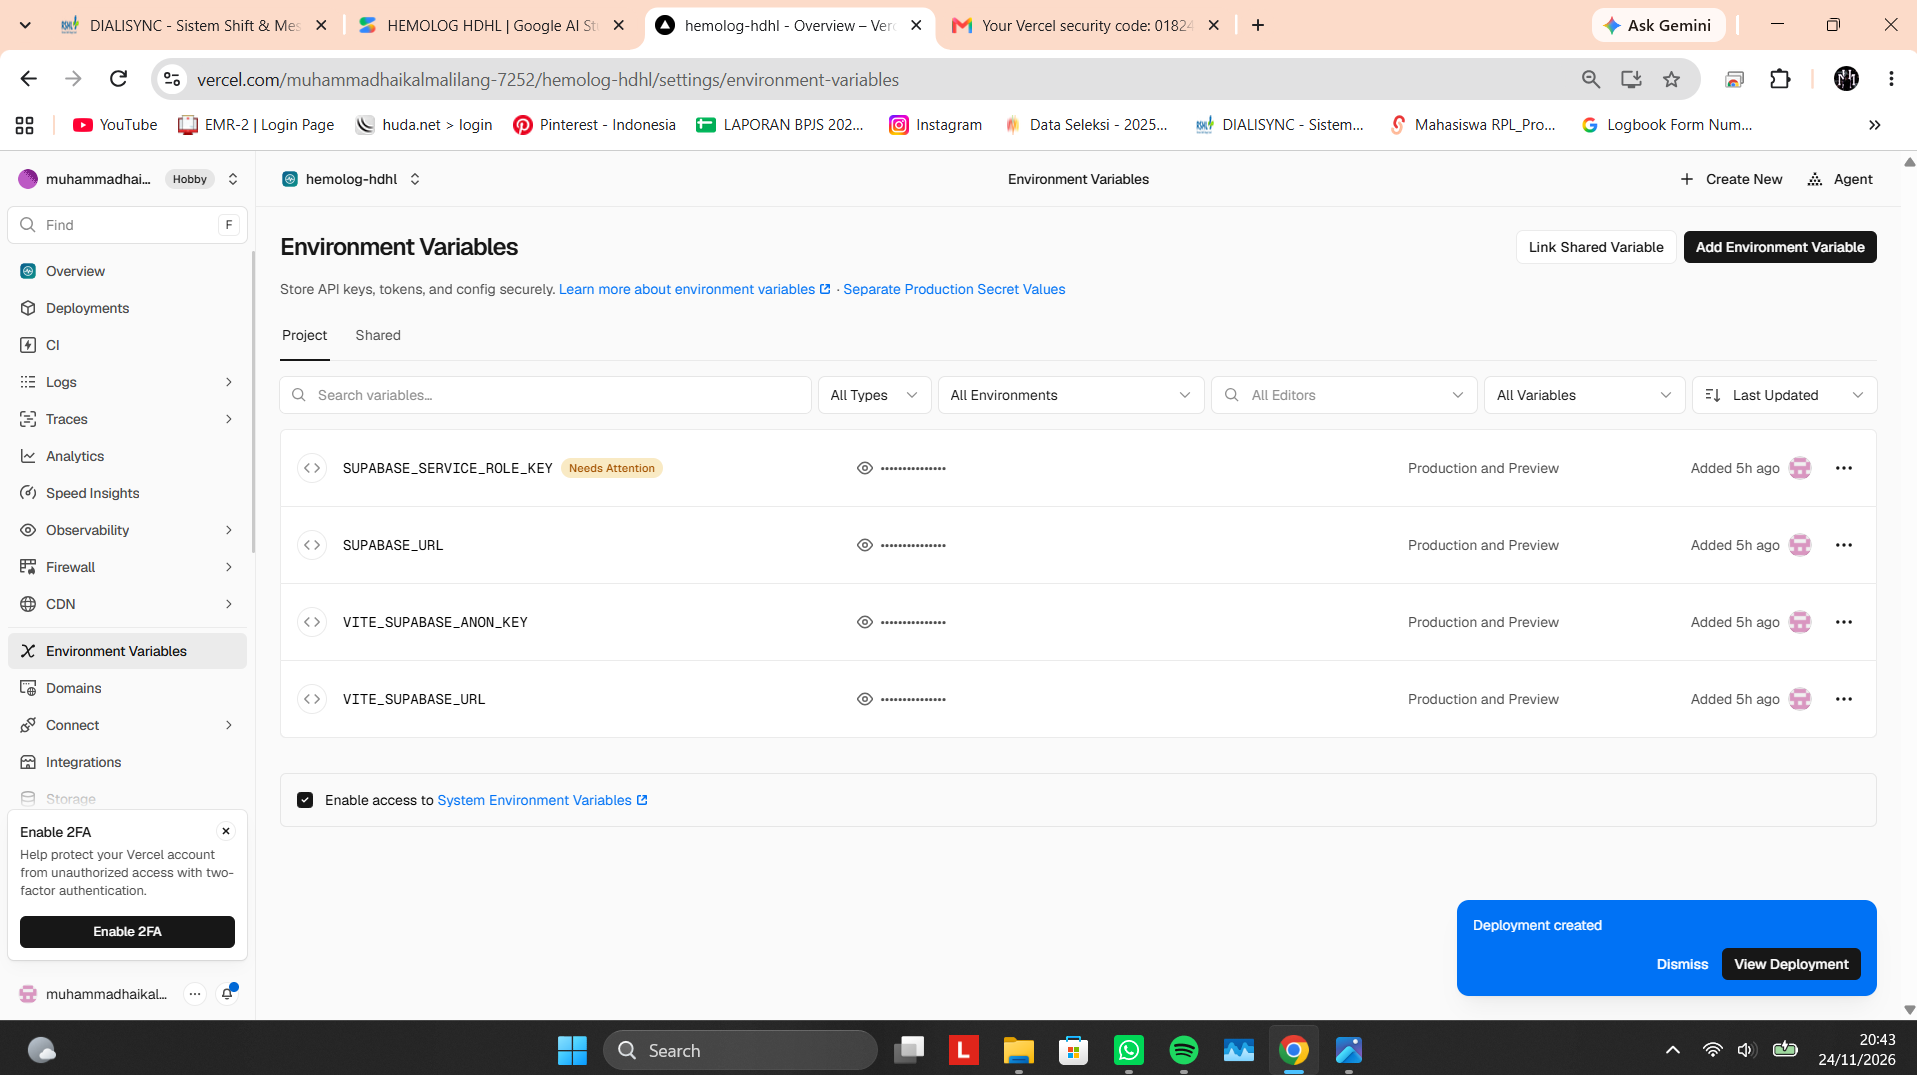 DIALISYNC - Sistem Shift & Mes
HEMOLOG HDHL | Google AI St
hemolog-hdhl - Overview – Verc
Your Vercel security code: 01824
Ask Gemini
vercel.com/muhammadhaikalmalilang-7252/hemolog-hdhl/settings/environment-variables
YouTube
EMR-2 | Login Page
huda.net > login
Pinterest - Indonesia
LAPORAN BPJS 202...
Instagram
Data Seleksi - 2025...
DIALISYNC - Sistem...
Mahasiswa RPL_Pro...
Logbook Form Num...
muhammadhai...
Hobby
hemolog-hdhl
Environment Variables
Create New
Agent
Find
F
Overview
Deployments
CI
Logs
Traces
Analytics
Speed Insights
Observability
Firewall
CDN
Environment Variables
Domains
Connect
Integrations
Storage
Enable 2FA
Help protect your Vercel account
from unauthorized access with two-
factor authentication.
Enable 2FA
muhammadhaikal...
Environment Variables
Link Shared Variable
Add Environment Variable
Store API keys, tokens, and config securely. Learn more about environment variables · Separate Production Secret Values
Project
Shared
Search variables...
All Types
All Environments
All Editors
All Variables
Last Updated
SUPABASE_SERVICE_ROLE_KEY Needs Attention •••••••••••••• Production and Preview Added 5h ago
SUPABASE_URL •••••••••••••• Production and Preview Added 5h ago
VITE_SUPABASE_ANON_KEY •••••••••••••• Production and Preview Added 5h ago
VITE_SUPABASE_URL •••••••••••••• Production and Preview Added 5h ago
Enable access to System Environment Variables
Deployment created
Dismiss
View Deployment
Search
L
20:43
24/11/2026